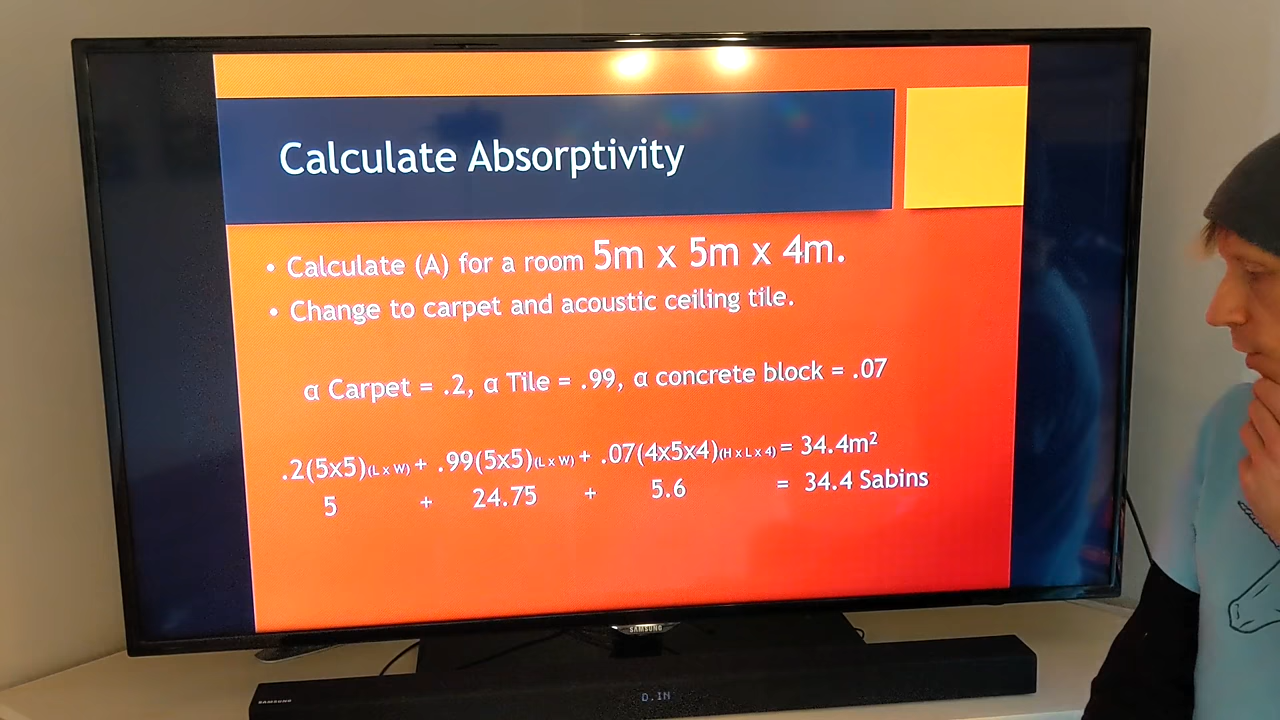 Calculate Absorptivity
• Calculate (A) for a room 5m x 5m x 4m.
• Change to carpet and acoustic ceiling tile.
α Carpet = .2, α Tile = .99, α concrete block = .07
.2(5x5)(L x W) + .99(5x5)(L x W) + .07(4x5x4)(H x L x 4) = 34.4m²
5 + 24.75 + 5.6 = 34.4 Sabins
SAMSUNG
SAMSUNG
D.IN